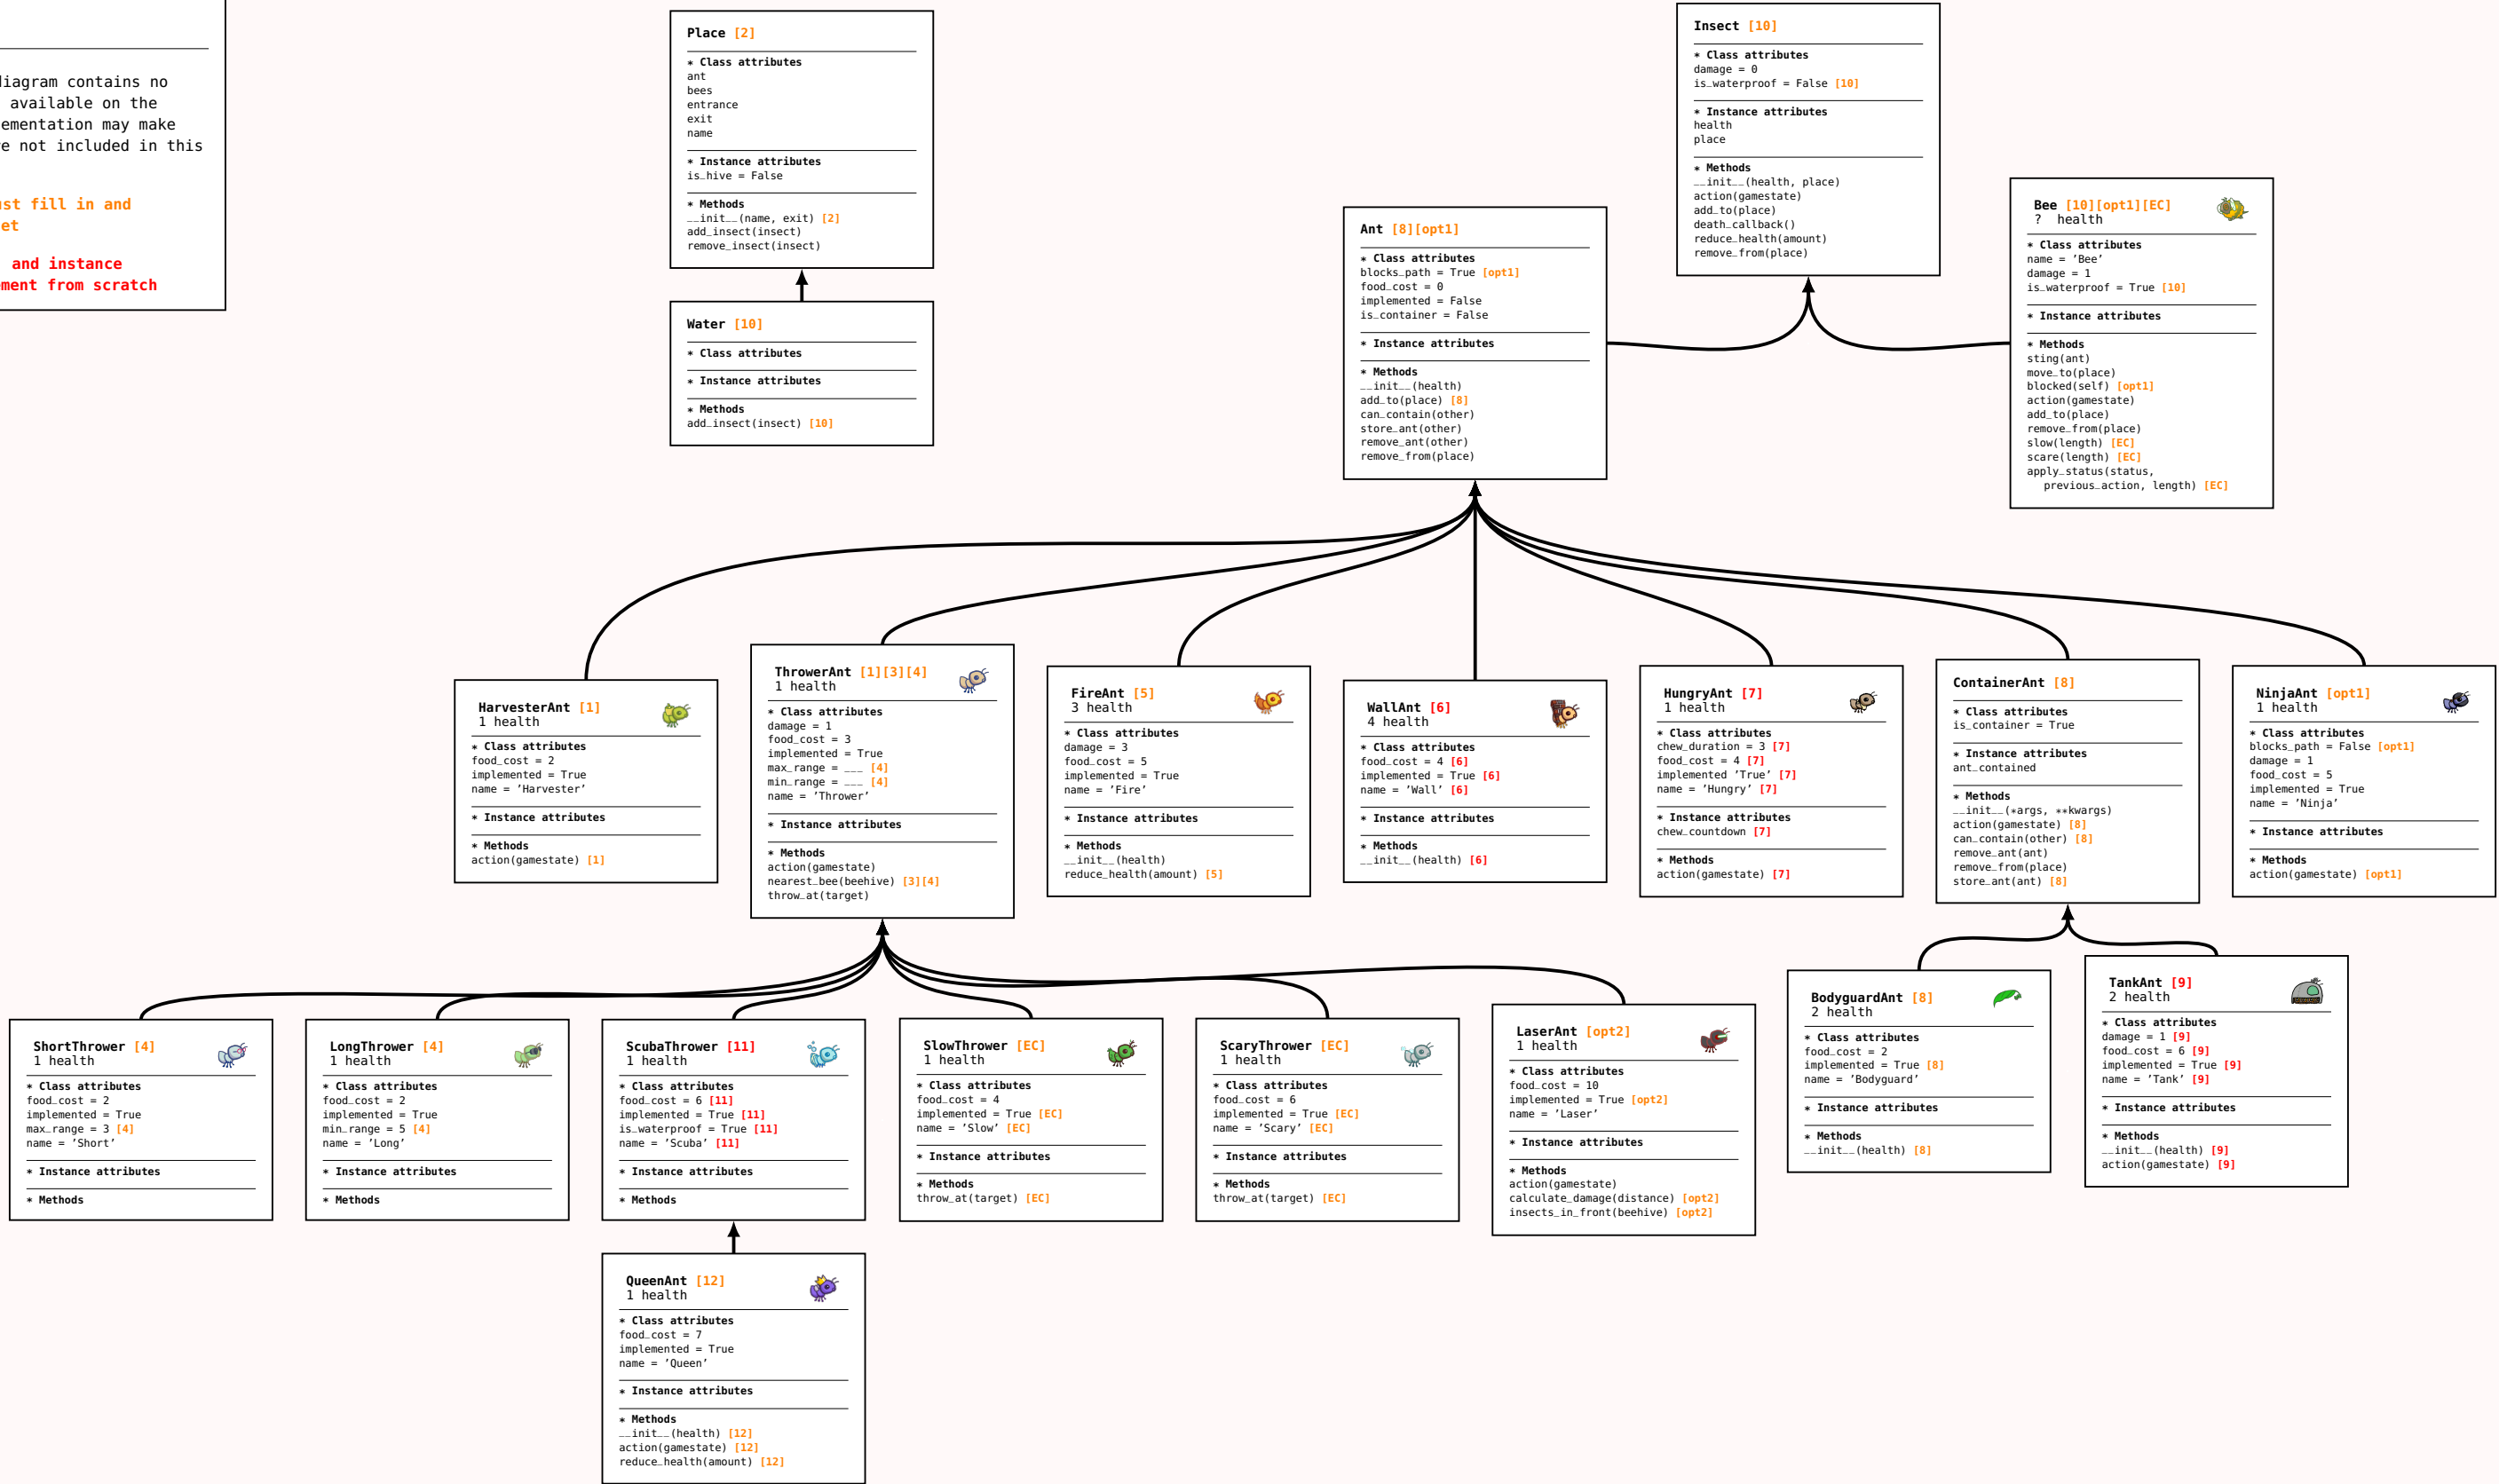 diagram contains no
available on the
ementation may make
re not included in this
st fill in and
et
and instance
ement from scratch
Place [2]
* Class attributes
ant
bees
entrance
exit
name
* Instance attributes
is_hive = False
* Methods
__init__(name, exit) [2]
add_insect(insect)
remove_insect(insect)
Water [10]
* Class attributes
* Instance attributes
* Methods
add_insect(insect) [10]
Insect [10]
* Class attributes
damage = 0
is_waterproof = False [10]
* Instance attributes
health
place
* Methods
__init__(health, place)
action(gamestate)
add_to(place)
death_callback()
reduce_health(amount)
remove_from(place)
Ant [8][opt1]
* Class attributes
blocks_path = True [opt1]
food_cost = 0
implemented = False
is_container = False
* Instance attributes
* Methods
__init__(health)
add_to(place) [8]
can_contain(other)
store_ant(other)
remove_ant(other)
remove_from(place)
Bee [10][opt1][EC]
? health
* Class attributes
name = ’Bee’
damage = 1
is_waterproof = True [10]
* Instance attributes
* Methods
sting(ant)
move_to(place)
blocked(self) [opt1]
action(gamestate)
add_to(place)
remove_from(place)
slow(length) [EC]
scare(length) [EC]
apply_status(status,
previous_action, length) [EC]
HarvesterAnt [1]
1 health
* Class attributes
food_cost = 2
implemented = True
name = ’Harvester’
* Instance attributes
* Methods
action(gamestate) [1]
ThrowerAnt [1][3][4]
1 health
* Class attributes
damage = 1
food_cost = 3
implemented = True
max_range = ___ [4]
min_range = ___ [4]
name = ’Thrower’
* Instance attributes
* Methods
action(gamestate)
nearest_bee(beehive) [3][4]
throw_at(target)
FireAnt [5]
3 health
* Class attributes
damage = 3
food_cost = 5
implemented = True
name = ’Fire’
* Instance attributes
* Methods
__init__(health)
reduce_health(amount) [5]
WallAnt [6]
4 health
* Class attributes
food_cost = 4 [6]
implemented = True [6]
name = ’Wall’ [6]
* Instance attributes
* Methods
__init__(health) [6]
HungryAnt [7]
1 health
* Class attributes
chew_duration = 3 [7]
food_cost = 4 [7]
implemented ’True’ [7]
name = ’Hungry’ [7]
* Instance attributes
chew_countdown [7]
* Methods
action(gamestate) [7]
ContainerAnt [8]
* Class attributes
is_container = True
* Instance attributes
ant_contained
* Methods
__init__(*args, **kwargs)
action(gamestate) [8]
can_contain(other) [8]
remove_ant(ant)
remove_from(place)
store_ant(ant) [8]
NinjaAnt [opt1]
1 health
* Class attributes
blocks_path = False [opt1]
damage = 1
food_cost = 5
implemented = True
name = ’Ninja’
* Instance attributes
* Methods
action(gamestate) [opt1]
ShortThrower [4]
1 health
* Class attributes
food_cost = 2
implemented = True
max_range = 3 [4]
name = ’Short’
* Instance attributes
* Methods
LongThrower [4]
1 health
* Class attributes
food_cost = 2
implemented = True
min_range = 5 [4]
name = ’Long’
* Instance attributes
* Methods
ScubaThrower [11]
1 health
* Class attributes
food_cost = 6 [11]
implemented = True [11]
is_waterproof = True [11]
name = ’Scuba’ [11]
* Instance attributes
* Methods
SlowThrower [EC]
1 health
* Class attributes
food_cost = 4
implemented = True [EC]
name = ’Slow’ [EC]
* Instance attributes
* Methods
throw_at(target) [EC]
ScaryThrower [EC]
1 health
* Class attributes
food_cost = 6
implemented = True [EC]
name = ’Scary’ [EC]
* Instance attributes
* Methods
throw_at(target) [EC]
LaserAnt [opt2]
1 health
* Class attributes
food_cost = 10
implemented = True [opt2]
name = ’Laser’
* Instance attributes
* Methods
action(gamestate)
calculate_damage(distance) [opt2]
insects_in_front(beehive) [opt2]
BodyguardAnt [8]
2 health
* Class attributes
food_cost = 2
implemented = True [8]
name = ’Bodyguard’
* Instance attributes
* Methods
__init__(health) [8]
TankAnt [9]
2 health
* Class attributes
damage = 1 [9]
food_cost = 6 [9]
implemented = True [9]
name = ’Tank’ [9]
* Instance attributes
* Methods
__init__(health) [9]
action(gamestate) [9]
QueenAnt [12]
1 health
* Class attributes
food_cost = 7
implemented = True
name = ’Queen’
* Instance attributes
* Methods
__init__(health) [12]
action(gamestate) [12]
reduce_health(amount) [12]